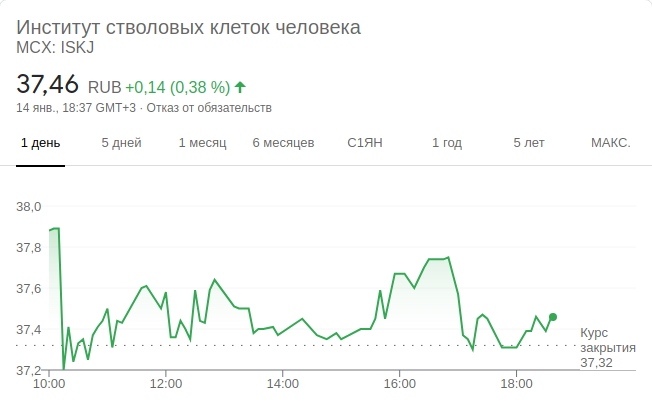 Институт стволовых клеток человека
MCX: ISKJ
37,46 RUB +0,14 (0,38 %)
14 янв., 18:37 GMT+3 · Отказ от обязательств
1 день 5 дней 1 месяц 6 месяцев С1ЯН 1 год 5 лет МАКС.
38,0
37,8
37,6
37,4
37,2
Курс
закрытия
37,32
10:00 12:00 14:00 16:00 18:00